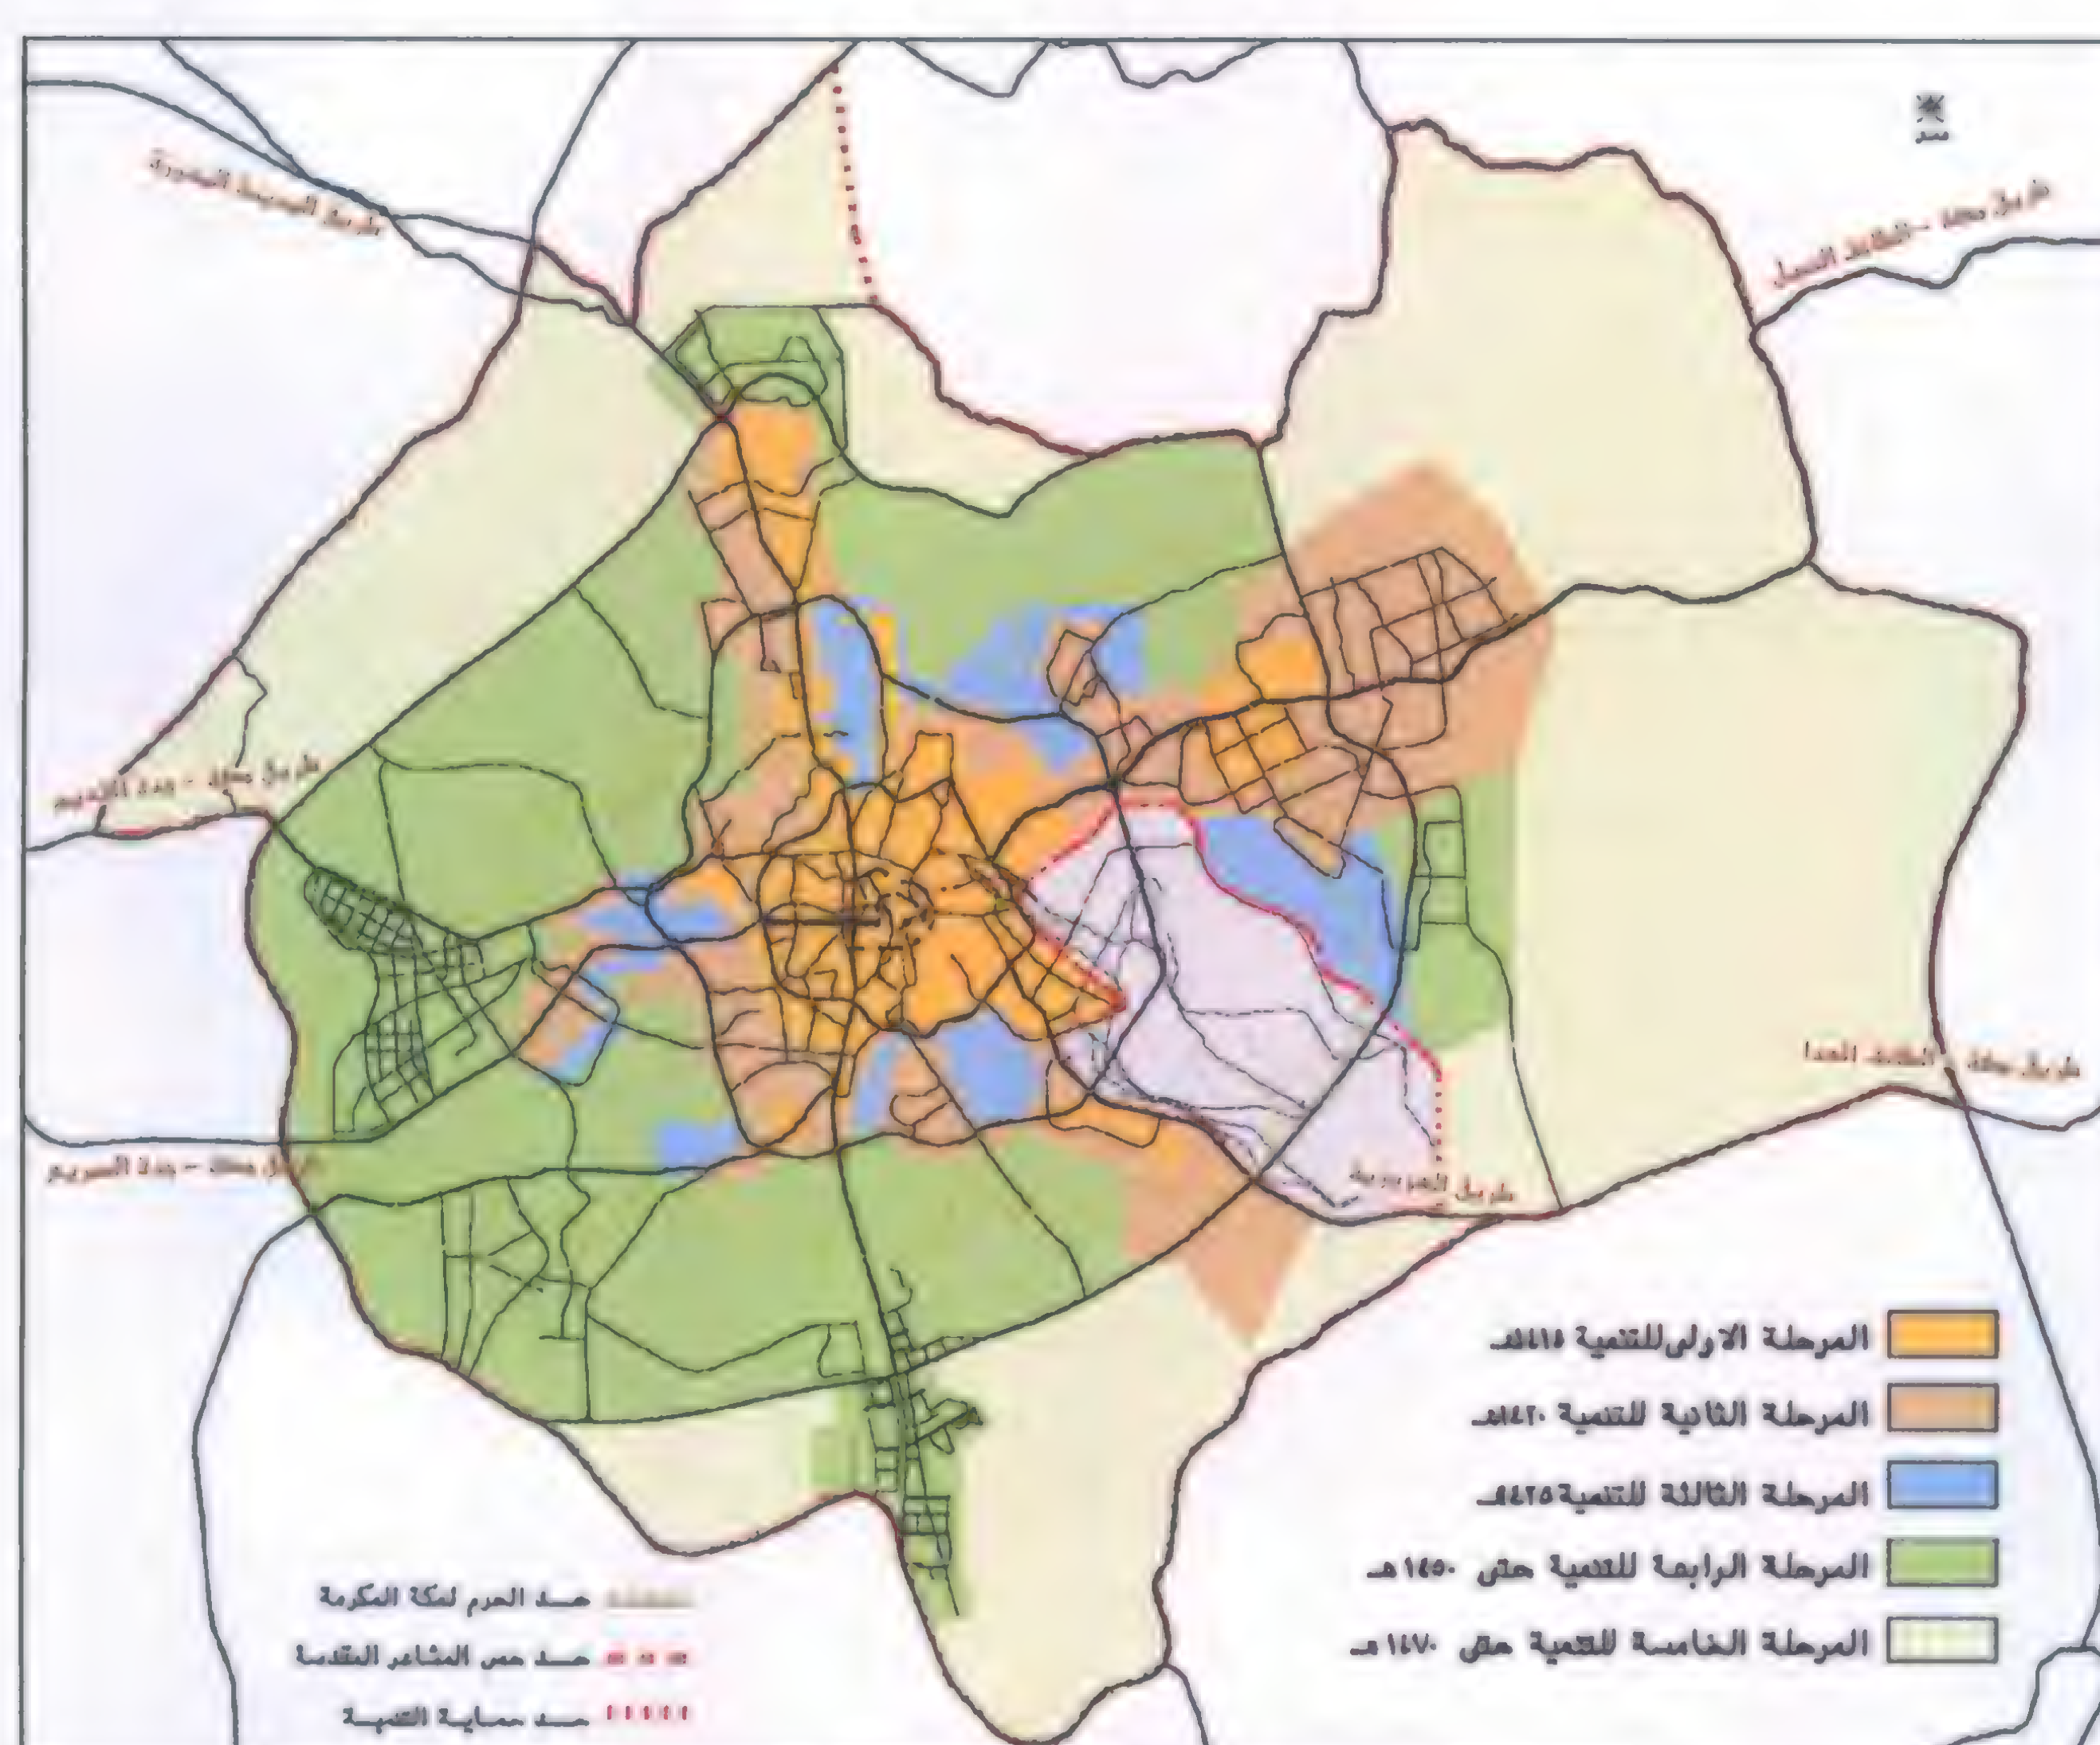 طريق المدينة المنورة
طريق مكة - الطائف السيل
طريق مكة - جدة القديم
طريق مكة - الطائف الهدا
طريق مكة - جدة السريع
المرحلة الاولى للتنمية ١٤١٥هـ
المرحلة الثانية للتنمية ١٤٢٠هـ
المرحلة الثالثة للتنمية ١٤٢٥هـ
المرحلة الرابعة للتنمية حتى ١٤٥٠هـ
المرحلة الخامسة للتنمية حتى ١٤٧٠هـ
حد الحرم لمكة المكرمة
حد حمى المشاعر المقدسة
حد حماية التنمية